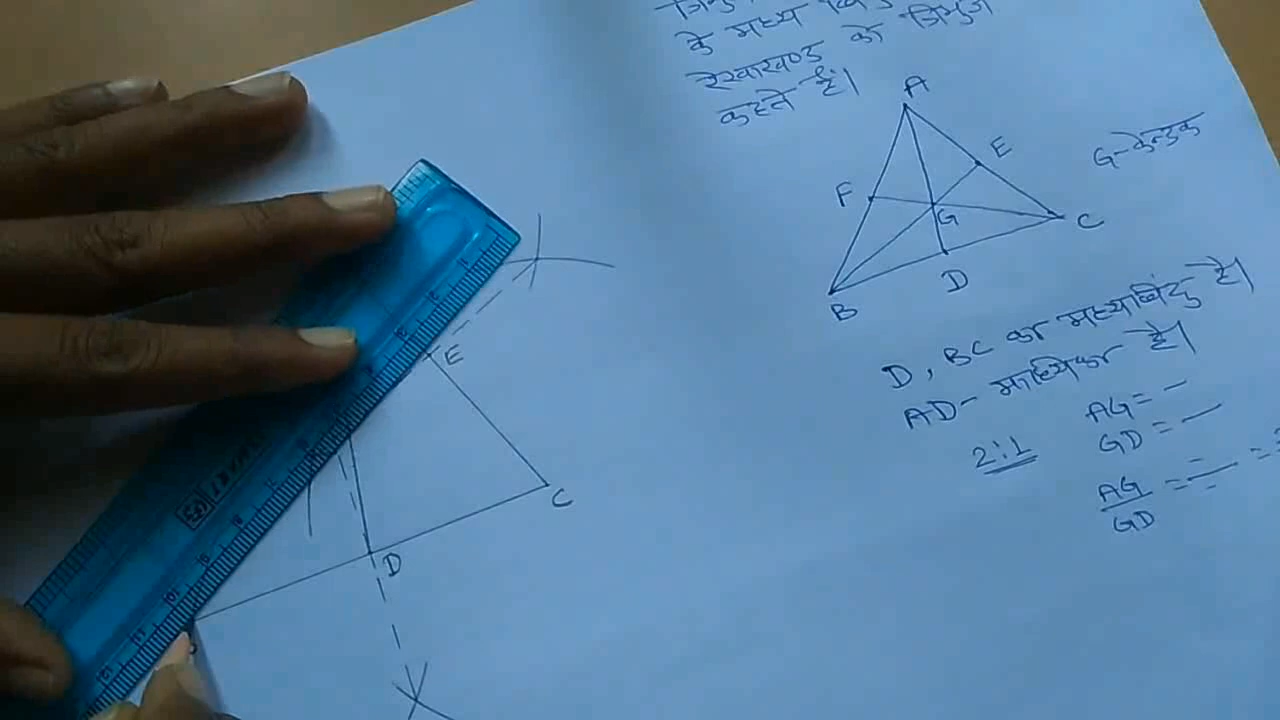 के मध्य
रेखाखण्ड को त्रिभुज
कहते हैं।
A
E
G-केन्द्रक
F
G
C
D
B
D, BC का मध्यबिंदु है।
AD- माध्यिका है।
AG = -
GD = -
2:1
AG/GD = - =
E
C
D